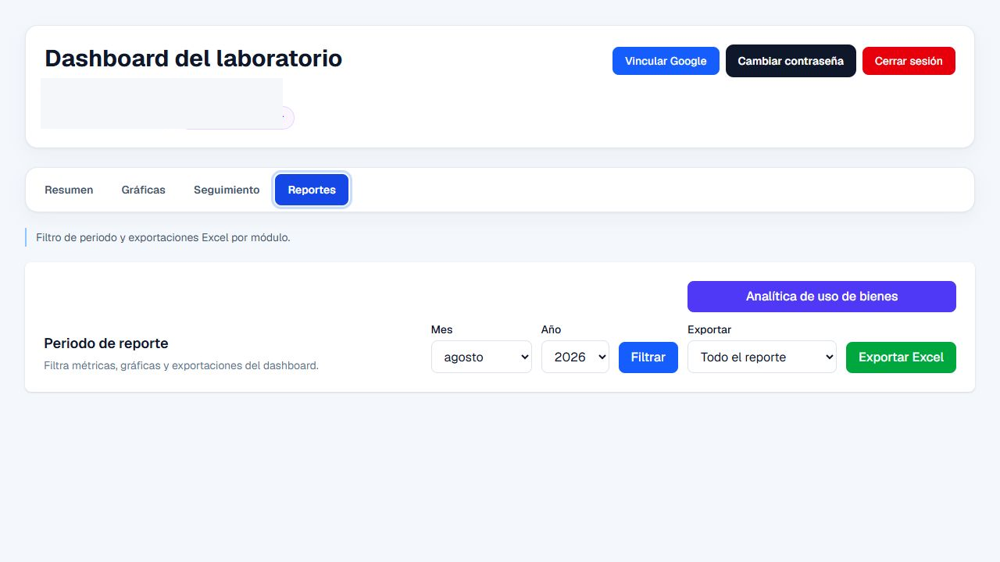 Dashboard del laboratorio
Vincular Google
Cambiar contraseña
Cerrar sesión
Resumen
Gráficas
Seguimiento
Reportes
Filtro de periodo y exportaciones Excel por módulo.
Analítica de uso de bienes
Periodo de reporte
Filtra métricas, gráficas y exportaciones del dashboard.
Mes
agosto
Año
2026
Filtrar
Exportar
Todo el reporte
Exportar Excel